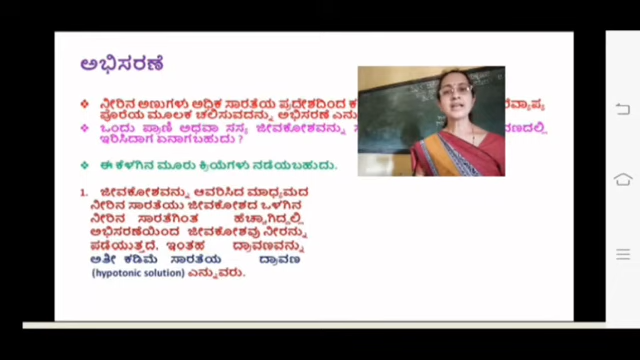 ಅಭಿಸರಣೆ
ನೀರಿನ ಅಣುಗಳು ಅಧಿಕ ಸಾರತೆಯ ಪ್ರದೇಶದಿಂದ
ಪೊರೆಯ ಮೂಲಕ ಚಲಿಸುವದನ್ನು ಅಭಿಸರಣೆ
ಒಂದು ಪ್ರಾಣಿ ಅಥವಾ ಸಸ್ಯ ಜೀವಕೋಶವನ್ನು
ಇರಿಸಿದಾಗ ಏನಾಗಬಹುದು ?
ಈ ಕೆಳಗಿನ ಮೂರು ಕ್ರಿಯೆಗಳು ನಡೆಯಬಹುದು.
1. ಜೀವಕೋಶವನ್ನು ಆವರಿಸಿದ ಮಾಧ್ಯಮದ
ನೀರಿನ ಸಾರತೆಯು ಜೀವಕೋಶದ ಒಳಗಿನ
ನೀರಿನ ಸಾರತೆಗಿಂತ ಹೆಚ್ಚಾಗಿದ್ದಲ್ಲಿ
ಅಭಿಸರಣೆಯಿಂದ ಜೀವಕೋಶವು ನೀರನ್ನು
ಪಡೆಯುತ್ತದೆ. ಇಂತಹ ದ್ರಾವಣವನ್ನು
ಅತೀ ಕಡಿಮೆ ಸಾರತೆಯ ದ್ರಾವಣ
(hypotonic solution) ಎನ್ನುವರು.